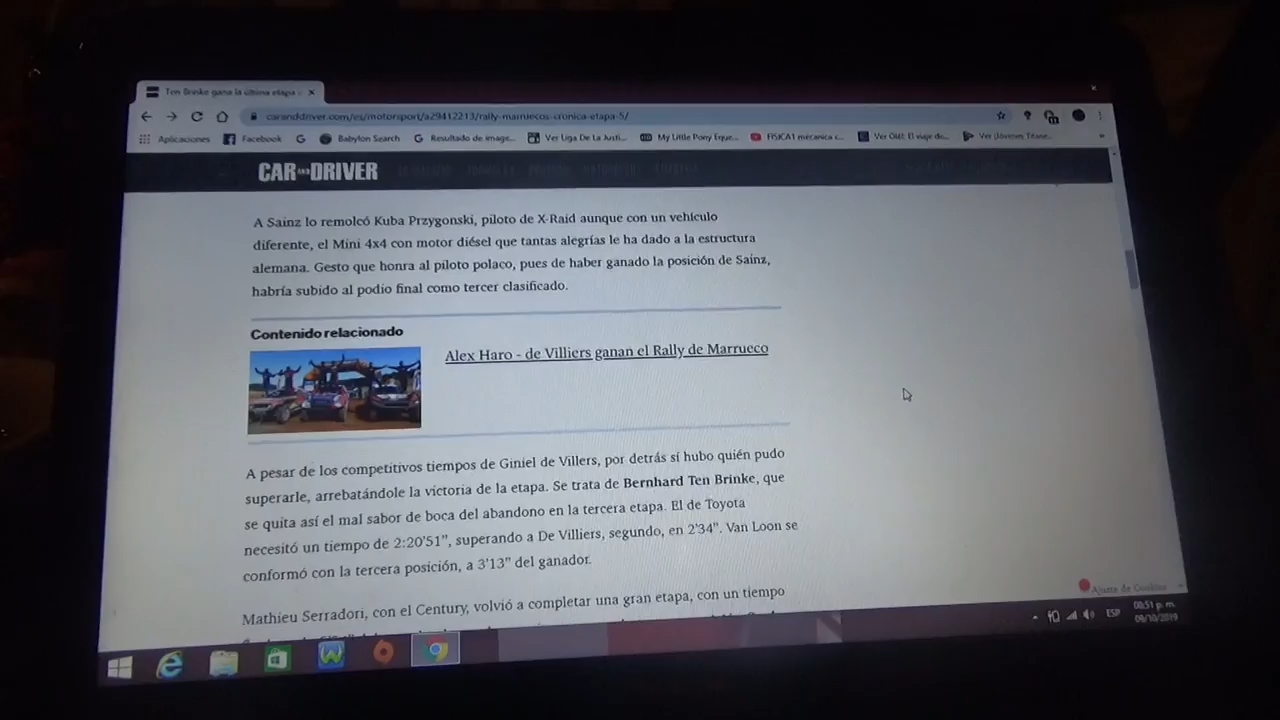 Ten Brinke gana la última etapa
caranddriver.com/es/motorsport/a29412213/rally-marruecos-cronica-etapa-5/
Aplicaciones Facebook Babylon Search Resultado de image... Ver Liga De La Justi... My Little Pony Eque... FISICA1 mecanica c... Ver OUI: El viaje de... Ver (Jóvenes Titane...
CAR AND DRIVER
A Sainz lo remolcó Kuba Przygonski, piloto de X-Raid aunque con un vehículo
diferente, el Mini 4x4 con motor diésel que tantas alegrías le ha dado a la estructura
alemana. Gesto que honra al piloto polaco, pues de haber ganado la posición de Sainz,
habría subido al podio final como tercer clasificado.
Contenido relacionado
Alex Haro - de Villiers ganan el Rally de Marrueco
A pesar de los competitivos tiempos de Giniel de Villers, por detrás sí hubo quién pudo
superarle, arrebatándole la victoria de la etapa. Se trata de Bernhard Ten Brinke, que
se quita así el mal sabor de boca del abandono en la tercera etapa. El de Toyota
necesitó un tiempo de 2:20'51", superando a De Villiers, segundo, en 2'34". Van Loon se
conformó con la tercera posición, a 3'13" del ganador.
Mathieu Serradori, con el Century, volvió a completar una gran etapa, con un tiempo
Ajuste de Cookies
ESP
08:51 p. m.
09/10/2019